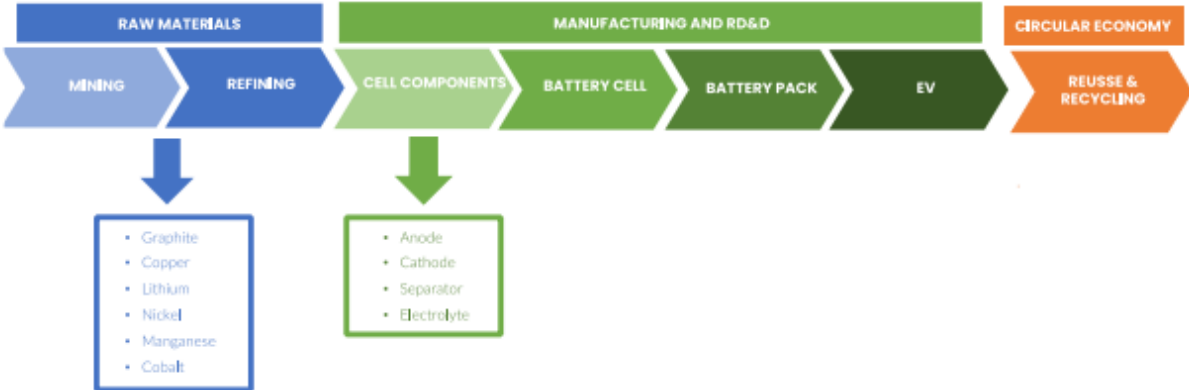 RAW MATERIALS
MANUFACTURING AND RD&D
CIRCULAR ECONOMY
MINING
REFINING
CELL COMPONENTS
BATTERY CELL
BATTERY PACK
EV
REUSSE &
RECYCLING
• Graphite
• Copper
• Lithium
• Nickel
• Manganese
• Cobalt
• Anode
• Cathode
• Separator
• Electrolyte